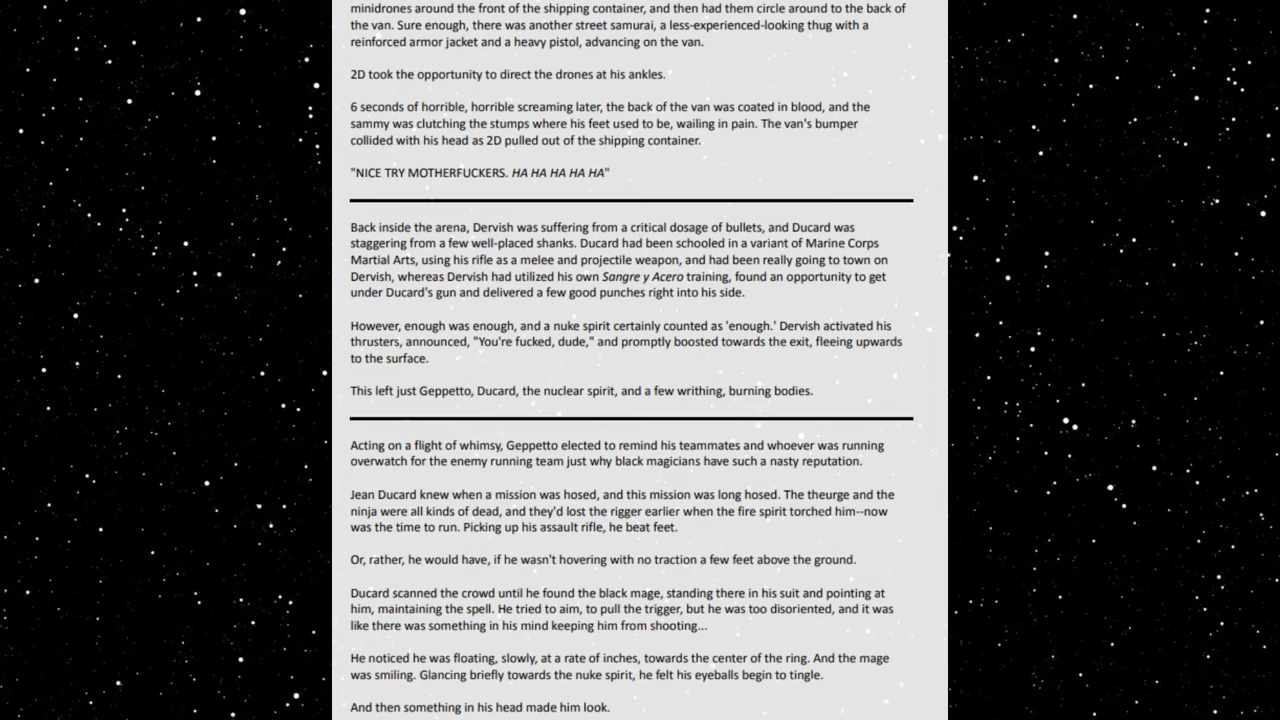 minidrones around the front of the shipping container, and then had them circle around to the back of
the van. Sure enough, there was another street samurai, a less-experienced-looking thug with a
reinforced armor jacket and a heavy pistol, advancing on the van.
2D took the opportunity to direct the drones at his ankles.
6 seconds of horrible, horrible screaming later, the back of the van was coated in blood, and the
sammy was clutching the stumps where his feet used to be, wailing in pain. The van's bumper
collided with his head as 2D pulled out of the shipping container.
"NICE TRY MOTHERFUCKERS. HA HA HA HA HA"
Back inside the arena, Dervish was suffering from a critical dosage of bullets, and Ducard was
staggering from a few well-placed shanks. Ducard had been schooled in a variant of Marine Corps
Martial Arts, using his rifle as a melee and projectile weapon, and had been really going to town on
Dervish, whereas Dervish had utilized his own Sangre y Acero training, found an opportunity to get
under Ducard's gun and delivered a few good punches right into his side.
However, enough was enough, and a nuke spirit certainly counted as 'enough.' Dervish activated his
thrusters, announced, "You're fucked, dude," and promptly boosted towards the exit, fleeing upwards
to the surface.
This left just Geppetto, Ducard, the nuclear spirit, and a few writhing, burning bodies.
Acting on a flight of whimsy, Geppetto elected to remind his teammates and whoever was running
overwatch for the enemy running team just why black magicians have such a nasty reputation.
Jean Ducard knew when a mission was hosed, and this mission was long hosed. The theurge and the
ninja were all kinds of dead, and they'd lost the rigger earlier when the fire spirit torched him--now
was the time to run. Picking up his assault rifle, he beat feet.
Or, rather, he would have, if he wasn't hovering with no traction a few feet above the ground.
Ducard scanned the crowd until he found the black mage, standing there in his suit and pointing at
him, maintaining the spell. He tried to aim, to pull the trigger, but he was too disoriented, and it was
like there was something in his mind keeping him from shooting...
He noticed he was floating, slowly, at a rate of inches, towards the center of the ring. And the mage
was smiling. Glancing briefly towards the nuke spirit, he felt his eyeballs begin to tingle.
And then something in his head made him look.